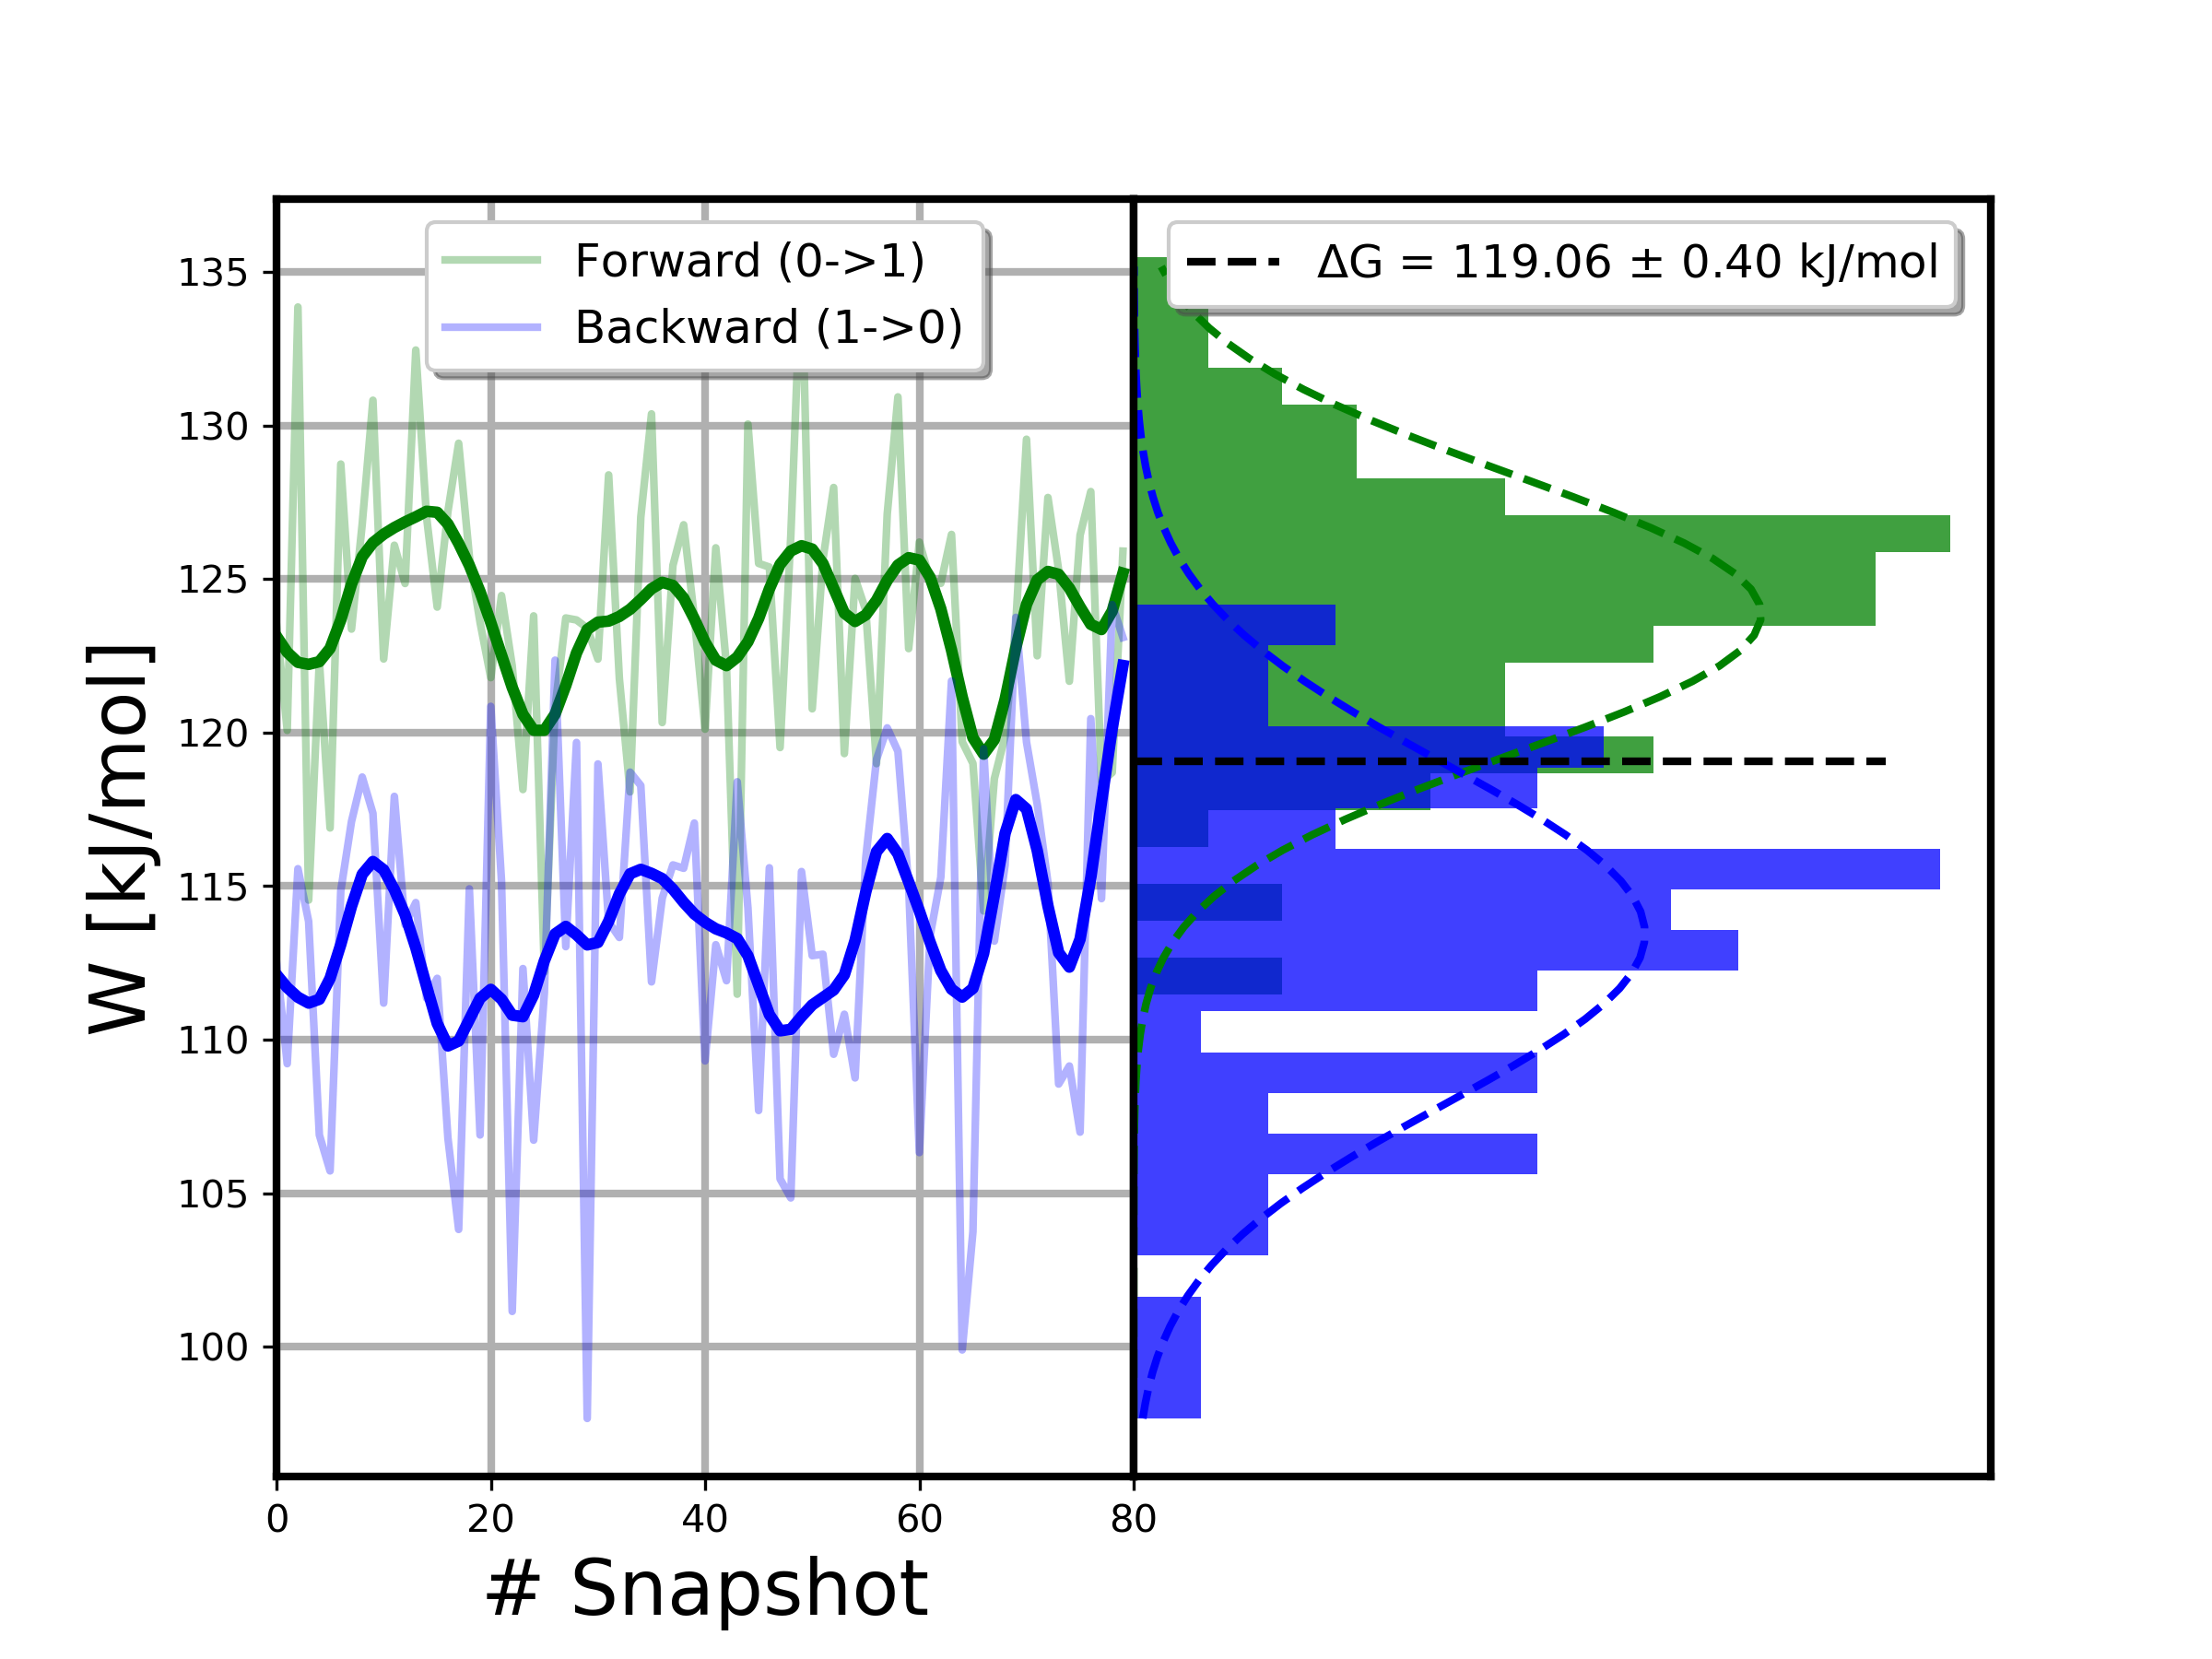 Forward (0->1)
Backward (1->0)
ΔG = 119.06 ± 0.40 kJ/mol
135
130
125
120
115
110
105
100
W [kJ/mol]
0
20
40
60
80
# Snapshot